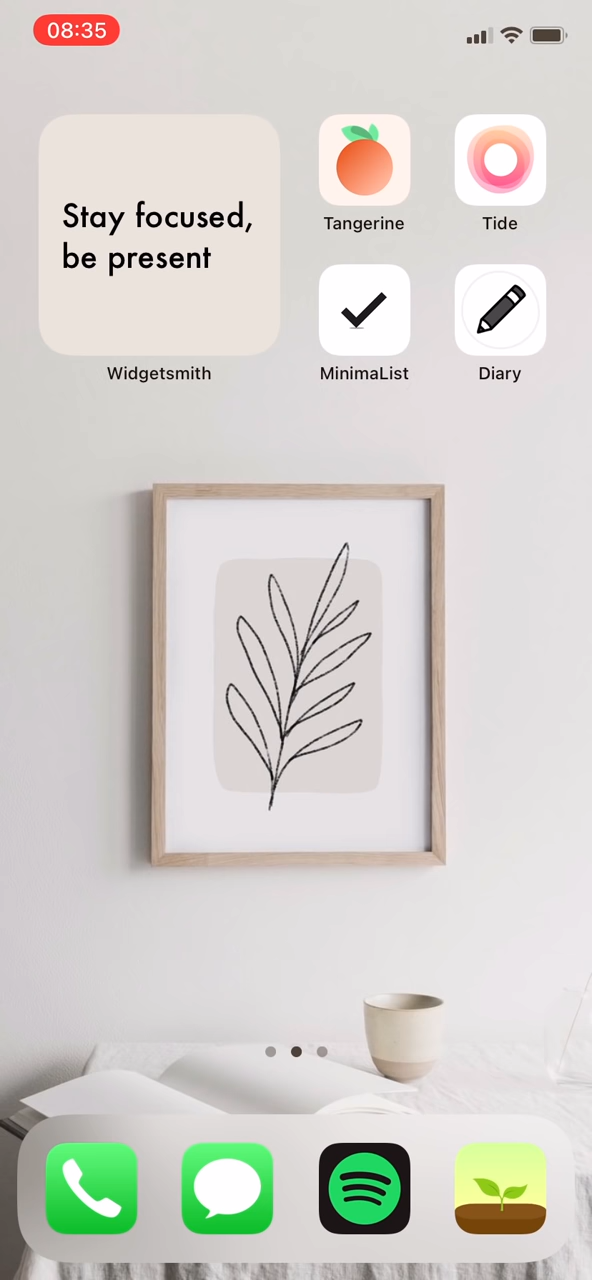 08:35
Stay focused,
be present
Tangerine
Tide
Widgetsmith
MinimaList
Diary